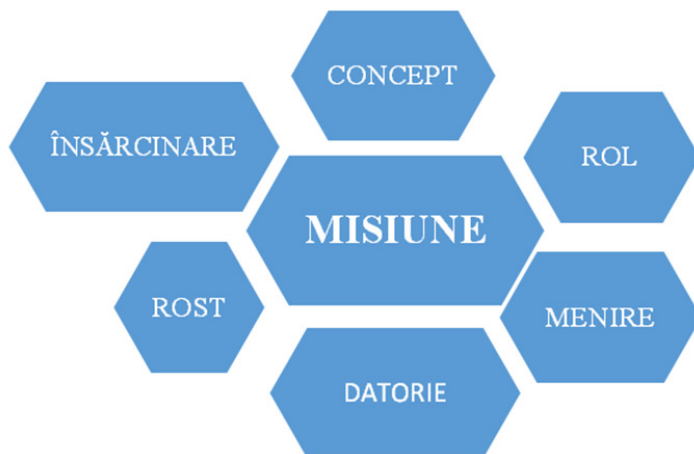 CONCEPT
ÎNSĂRCINARE
ROL
MISIUNE
ROST
MENIRE
DATORIE